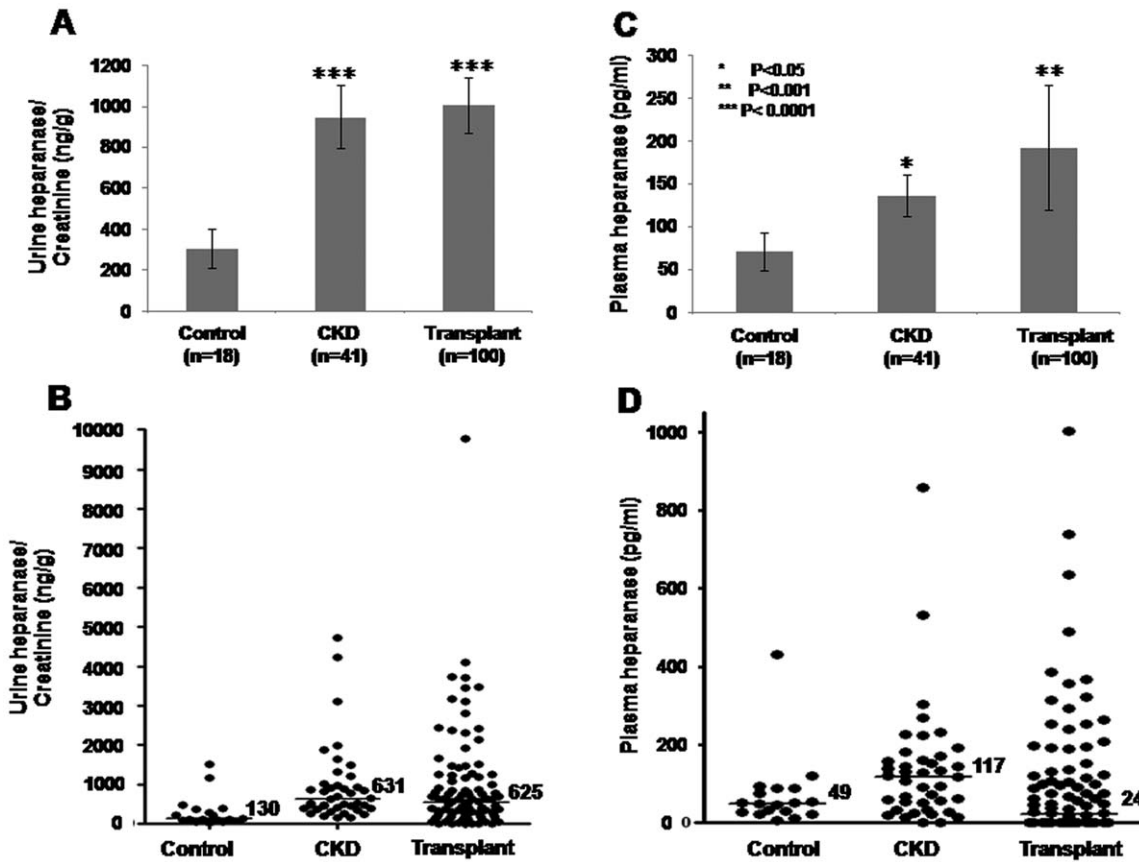 A
Urine heparanase/
Creatinine (ng/g)
1200
1000
800
600
400
200
0
***
***
Control
(n=18)
CKD
(n=41)
Transplant
(n=100)
C
Plasma heparanase (pg/ml)
300
250
200
150
100
50
0
* P<0.05
** P<0.001
*** P< 0.0001
*
**
Control
(n=18)
CKD
(n=41)
Transplant
(n=100)
B
Urine heparanase/
Creatinine (ng/g)
10000
9000
8000
7000
6000
5000
4000
3000
2000
1000
0
130
631
625
Control
CKD
Transplant
D
Plasma heparanase (pg/ml)
1000
800
600
400
200
0
49
117
24
Control
CKD
Transplant